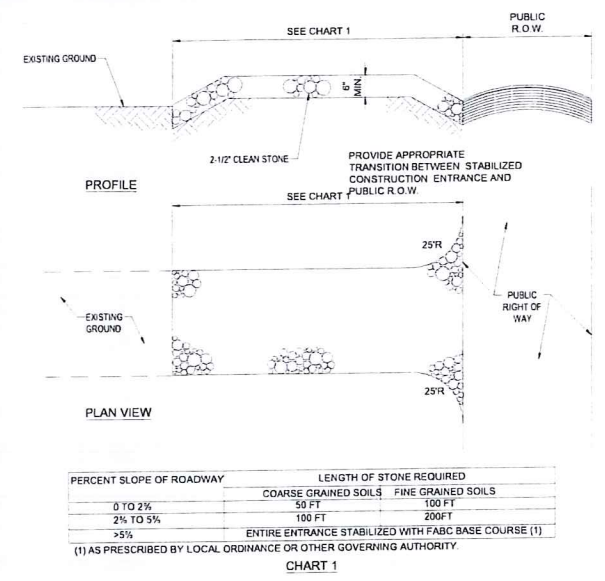 PUBLIC
R.O.W.
SEE CHART 1
EXISTING GROUND
6"
MIN.
2-1/2" CLEAN STONE
PROVIDE APPROPRIATE
TRANSITION BETWEEN STABILIZED
CONSTRUCTION ENTRANCE AND
PUBLIC R.O.W.
PROFILE
SEE CHART 1
25'R
EXISTING
GROUND
PUBLIC
RIGHT OF
WAY
25'R
PLAN VIEW
PERCENT SLOPE OF ROADWAY LENGTH OF STONE REQUIRED
COARSE GRAINED SOILS FINE GRAINED SOILS
0 TO 2% 50 FT 100 FT
2% TO 5% 100 FT 200FT
>5% ENTIRE ENTRANCE STABILIZED WITH FABC BASE COURSE (1)
(1) AS PRESCRIBED BY LOCAL ORDINANCE OR OTHER GOVERNING AUTHORITY.
CHART 1